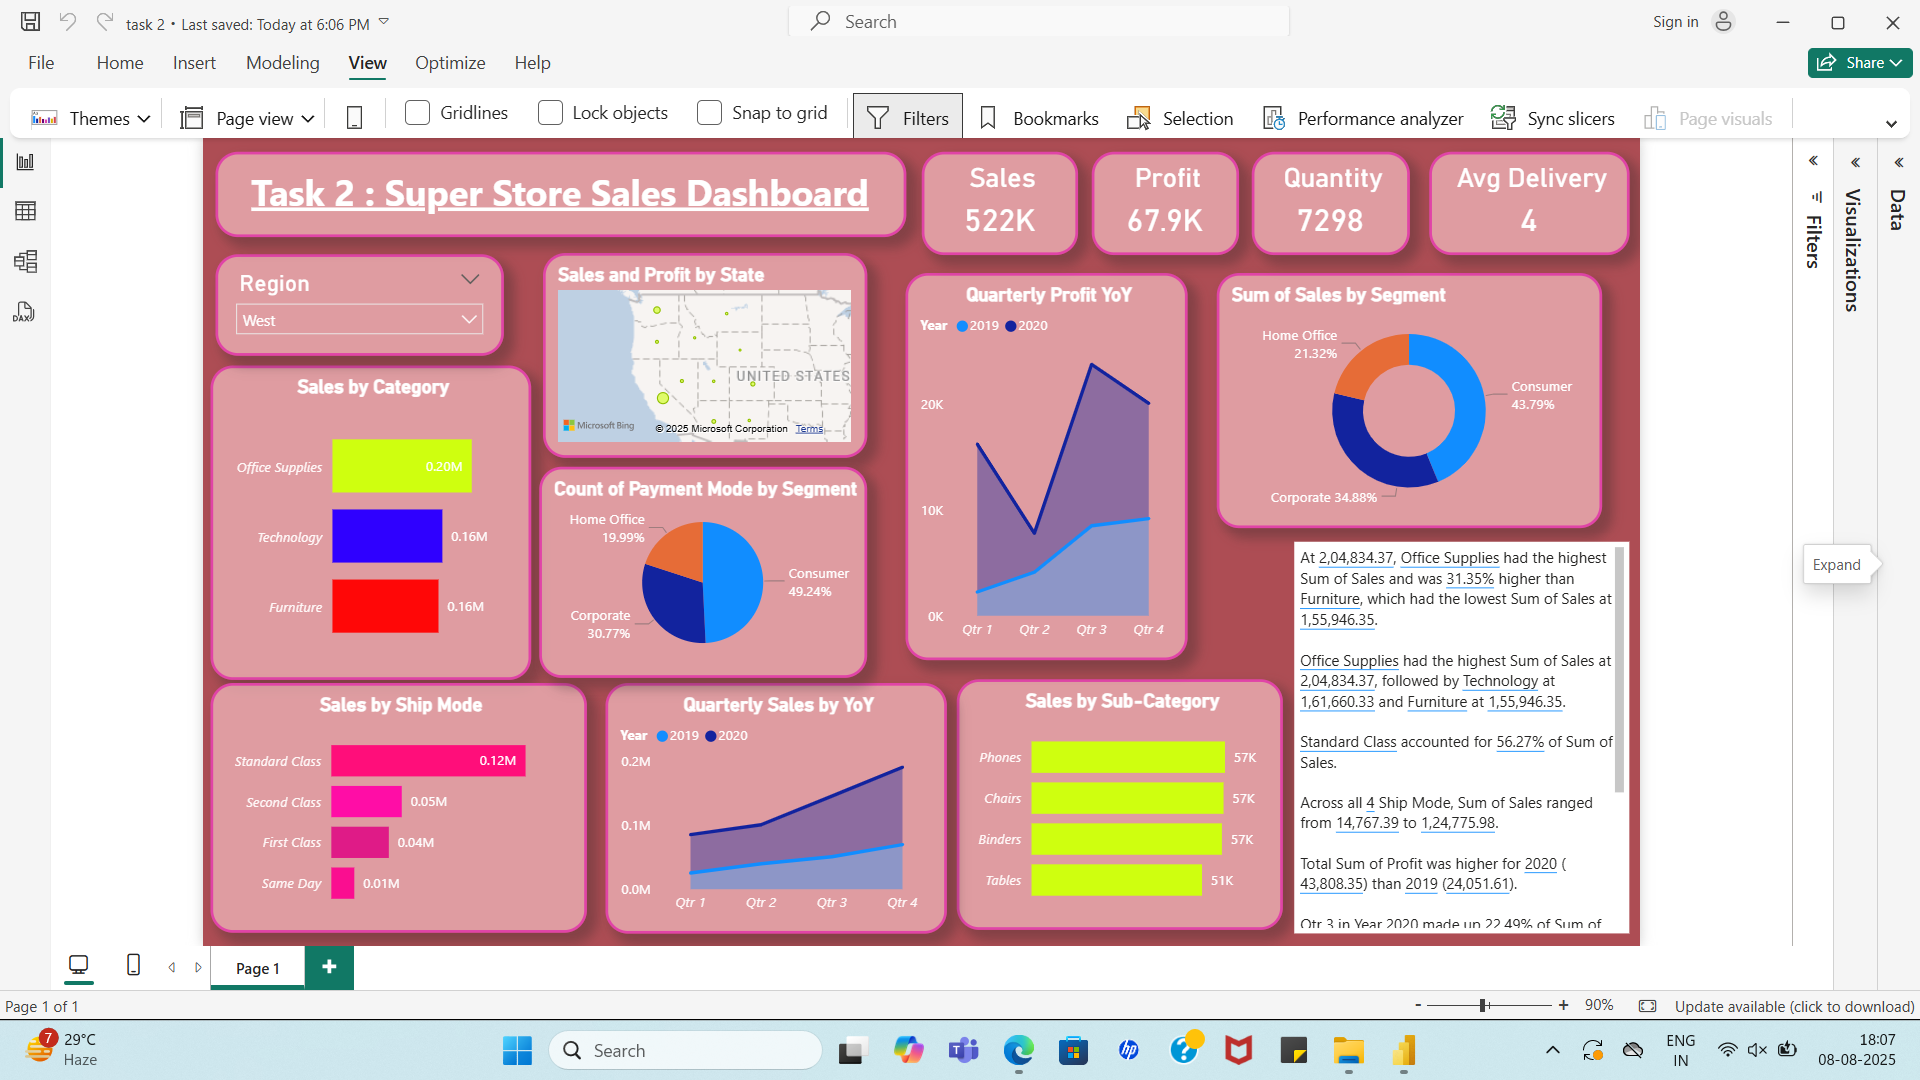 task 2 • Last saved: Today at 6:06 PM
Search
Sign in
File Home Insert Modeling View Optimize Help
Share
Themes
Page view
Gridlines
Lock objects
Snap to grid
Filters
Bookmarks
Selection
Performance analyzer
Sync slicers
Page visuals
Task 2 : Super Store Sales Dashboard
Sales
522K
Profit
67.9K
Quantity
7298
Avg Delivery
4
Region
West
Sales and Profit by State
UNITED STATES
Microsoft Bing
© 2025 Microsoft Corporation Terms
Sales by Category
Office Supplies 0.20M
Technology 0.16M
Furniture 0.16M
Count of Payment Mode by Segment
Home Office
19.99%
Consumer
49.24%
Corporate
30.77%
Quarterly Profit YoY
Year 2019 2020
20K
10K
0K
Qtr 1 Qtr 2 Qtr 3 Qtr 4
Sum of Sales by Segment
Home Office
21.32%
Consumer
43.79%
Corporate 34.88%
Sales by Ship Mode
Standard Class 0.12M
Second Class 0.05M
First Class 0.04M
Same Day 0.01M
Quarterly Sales by YoY
Year 2019 2020
0.2M
0.1M
0.0M
Qtr 1 Qtr 2 Qtr 3 Qtr 4
Sales by Sub-Category
Phones 57K
Chairs 57K
Binders 57K
Tables 51K
At 2,04,834.37, Office Supplies had the highest
Sum of Sales and was 31.35% higher than
Furniture, which had the lowest Sum of Sales at
1,55,946.35.
Office Supplies had the highest Sum of Sales at
2,04,834.37, followed by Technology at
1,61,660.33 and Furniture at 1,55,946.35.
Standard Class accounted for 56.27% of Sum of
Sales.
Across all 4 Ship Mode, Sum of Sales ranged
from 14,767.39 to 1,24,775.98.
Total Sum of Profit was higher for 2020 (
43,808.35) than 2019 (24,051.61).
Qtr 3 in Year 2020 made up 22.49% of Sum of
Filters
Visualizations
Data
Expand
DAX
Page 1
Page 1 of 1
- + 90%
Update available (click to download)
7
29°C
Haze
Search
hp
ENG
IN
18:07
08-08-2025